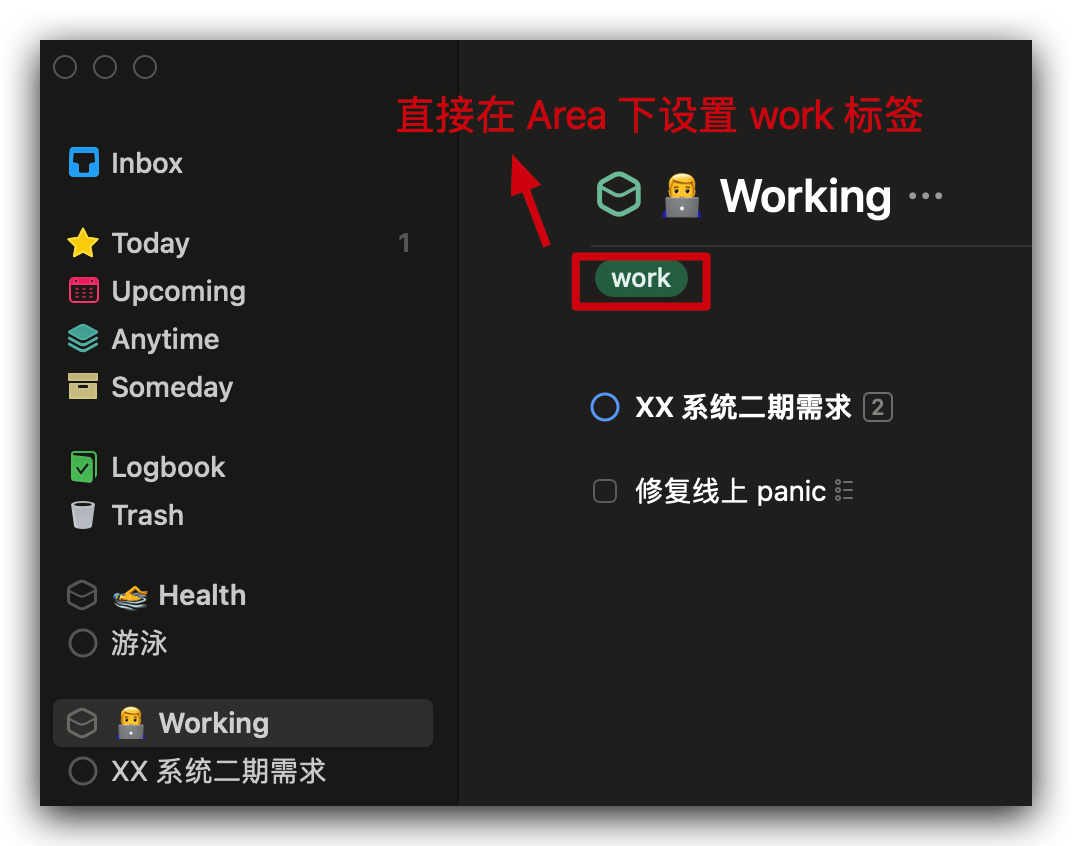 Inbox
Today 1
Upcoming
Anytime
Someday
Logbook
Trash
Health
游泳
Working
XX 系统二期需求
直接在 Area 下设置 work 标签
Working ...
work
XX 系统二期需求 2
修复线上 panic